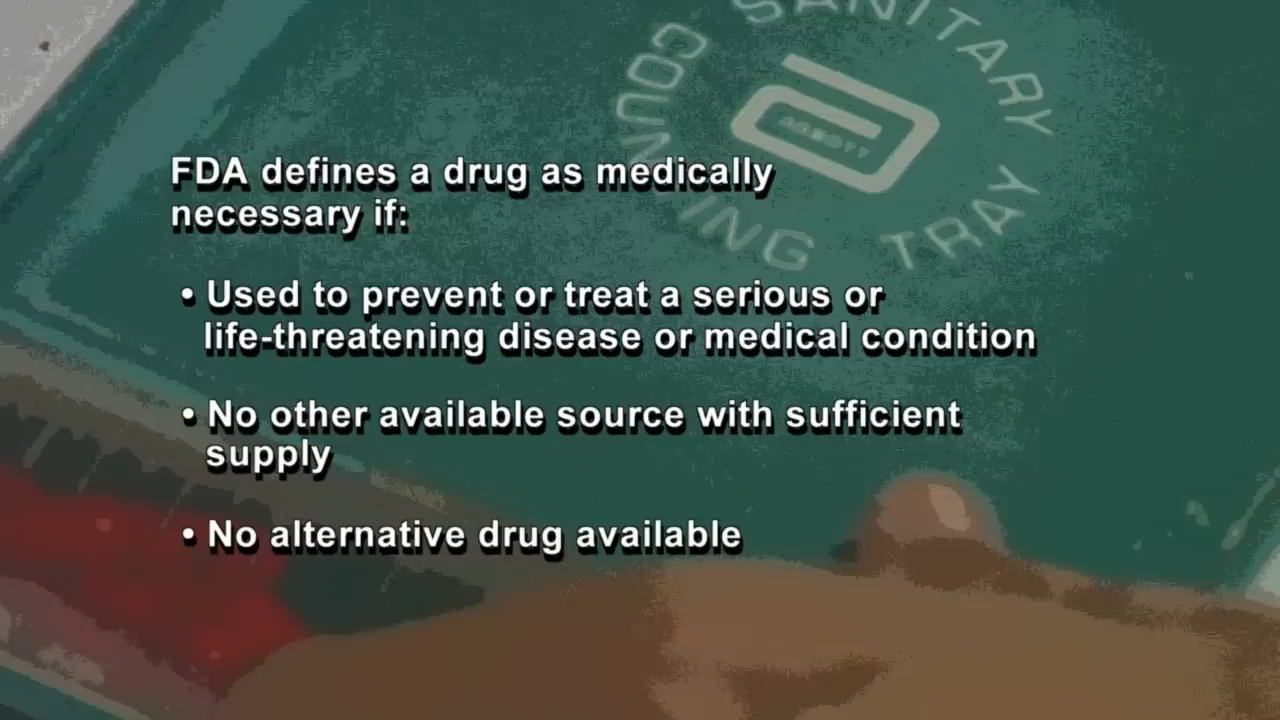 SANITARY
COUNTING TRAY
ABBOTT
FDA defines a drug as medically
necessary if:
• Used to prevent or treat a serious or
life-threatening disease or medical condition
• No other available source with sufficient
supply
• No alternative drug available